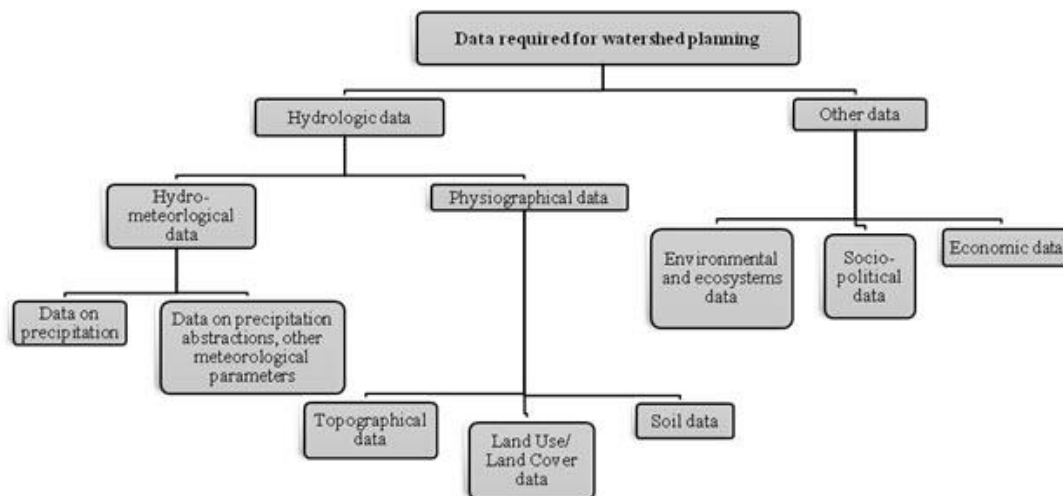 Data required for watershed planning
Hydrologic data
Other data
Hydro-
meteorlogical
data
Physiographical data
Environmental
and ecosystems
data
Socio-
political
data
Economic data
Data on
precipitation
Data on precipitation
abstractions, other
meteorological
parameters
Topographical
data
Land Use/
Land Cover
data
Soil data